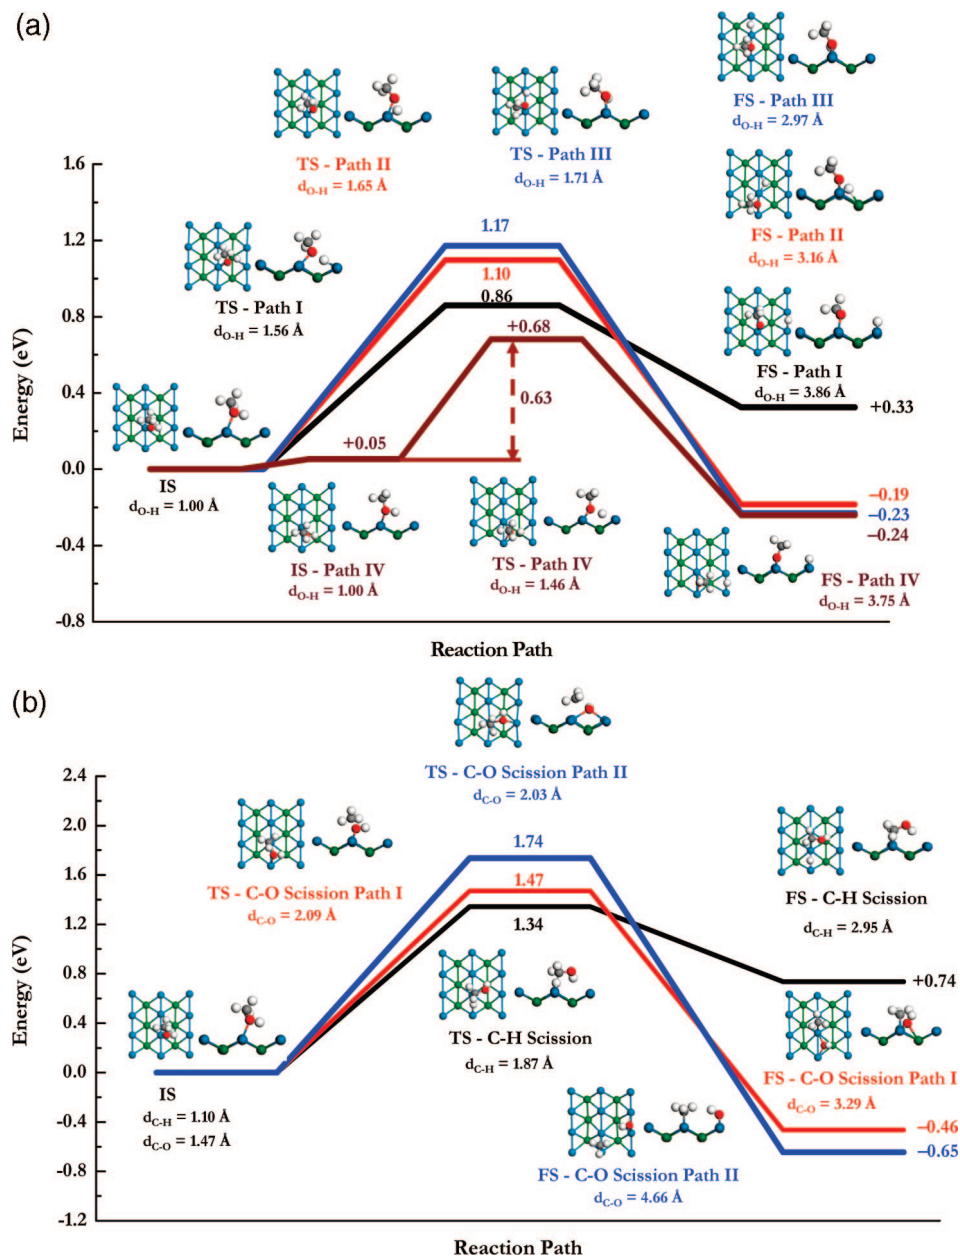 (a)
FS - Path III
dO-H = 2.97 Å
TS - Path II
dO-H = 1.65 Å
TS - Path III
dO-H = 1.71 Å
1.6
1.2
0.8
0.4
0.0
-0.4
-0.8
Energy (eV)
1.17
1.10
0.86
FS - Path II
dO-H = 3.16 Å
TS - Path I
dO-H = 1.56 Å
+0.68
FS - Path I
dO-H = 3.86 Å
0.63
+0.33
+0.05
IS
dO-H = 1.00 Å
−0.19
−0.23
−0.24
IS - Path IV
dO-H = 1.00 Å
TS - Path IV
dO-H = 1.46 Å
FS - Path IV
dO-H = 3.75 Å
Reaction Path
(b)
TS - C-O Scission Path II
dC-O = 2.03 Å
2.4
2.0
1.6
1.2
0.8
0.4
0.0
-0.4
-0.8
-1.2
Energy (eV)
TS - C-O Scission Path I
dC-O = 2.09 Å
1.74
1.47
1.34
FS - C-H Scission
dC-H = 2.95 Å
+0.74
TS - C-H Scission
dC-H = 1.87 Å
IS
dC-H = 1.10 Å
dC-O = 1.47 Å
FS - C-O Scission Path I
dC-O = 3.29 Å
−0.46
−0.65
FS - C-O Scission Path II
dC-O = 4.66 Å
Reaction Path